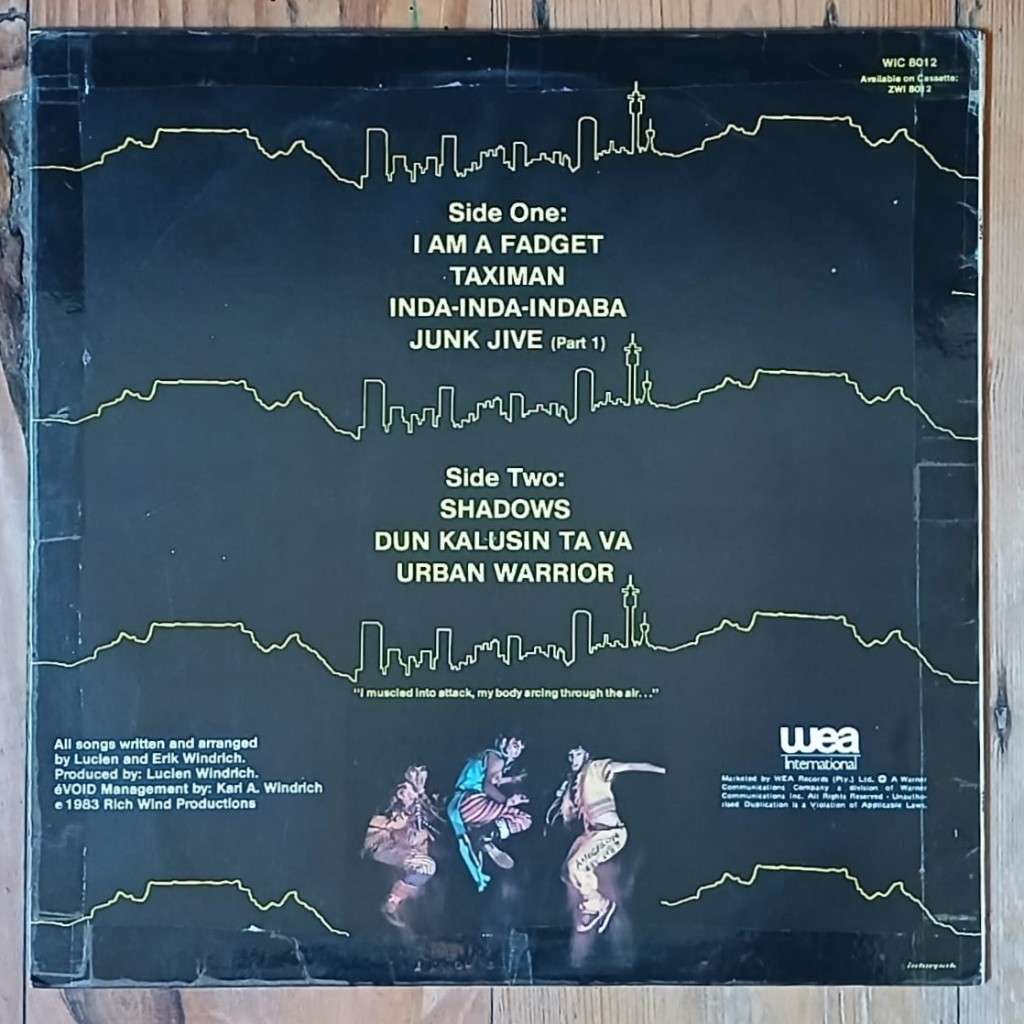 WIC 8012
Available on Cassette:
ZWI 8012
Side One:
I AM A FADGET
TAXIMAN
INDA-INDA-INDABA
JUNK JIVE (Part 1)
Side Two:
SHADOWS
DUN KALUSIN TA VA
URBAN WARRIOR
"I muscled into attack, my body arcing through the air..."
All songs written and arranged
by Lucien and Erik Windrich.
Produced by: Lucien Windrich.
éVOID Management by: Karl A. Windrich
℗ 1983 Rich Wind Productions
wea
International
Marketed by WEA Records (Pty.) Ltd. A Warner
Communications Company a division of Warner
Communications Inc. All Rights Reserved - Unautho-
rised Duplication is a Violation of Applicable Laws.
interpak